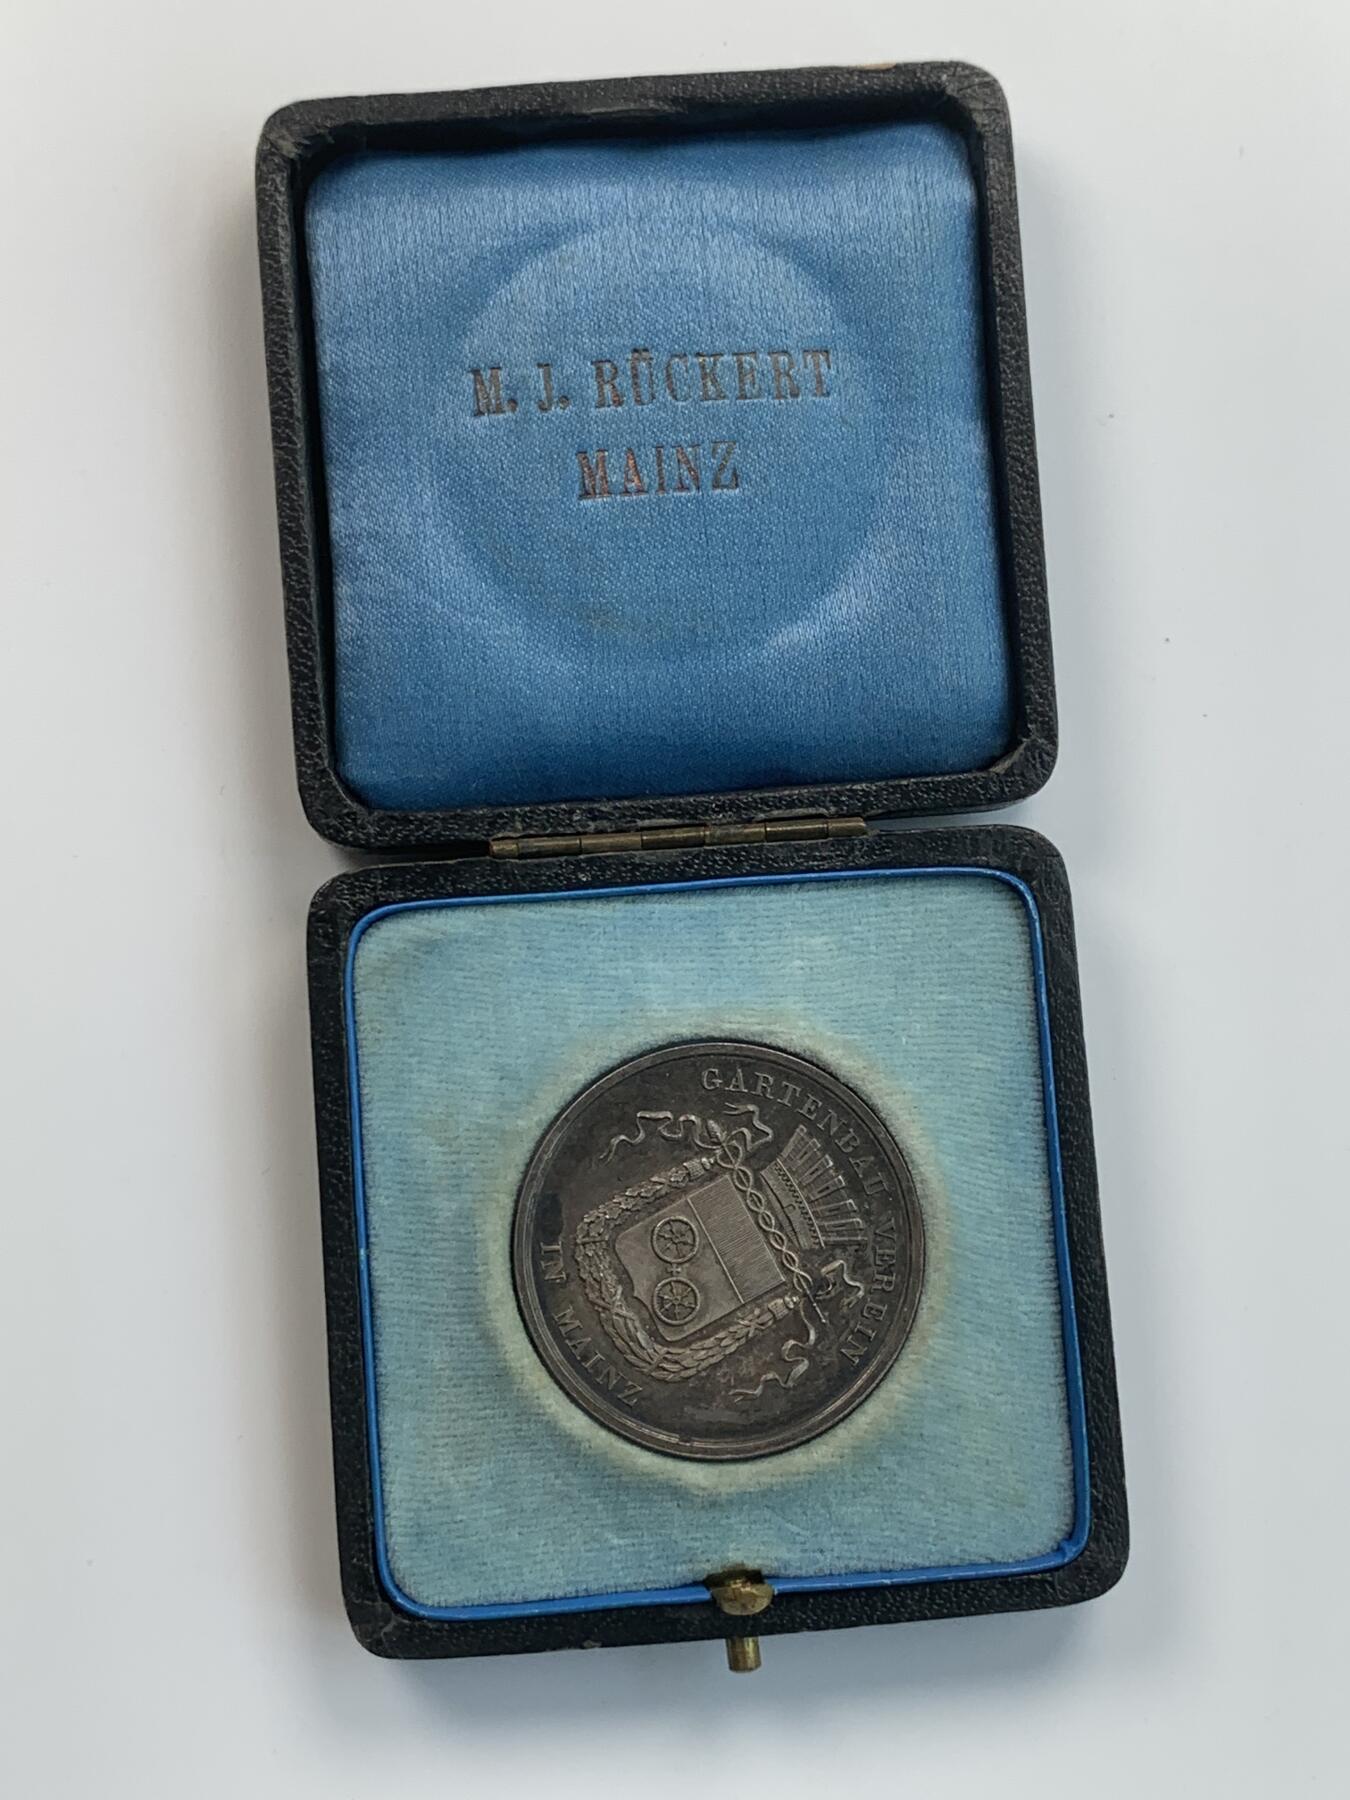 M. J. RÜCKERT
MAINZ
GARTENBAU VEREIN
IN MAINZ